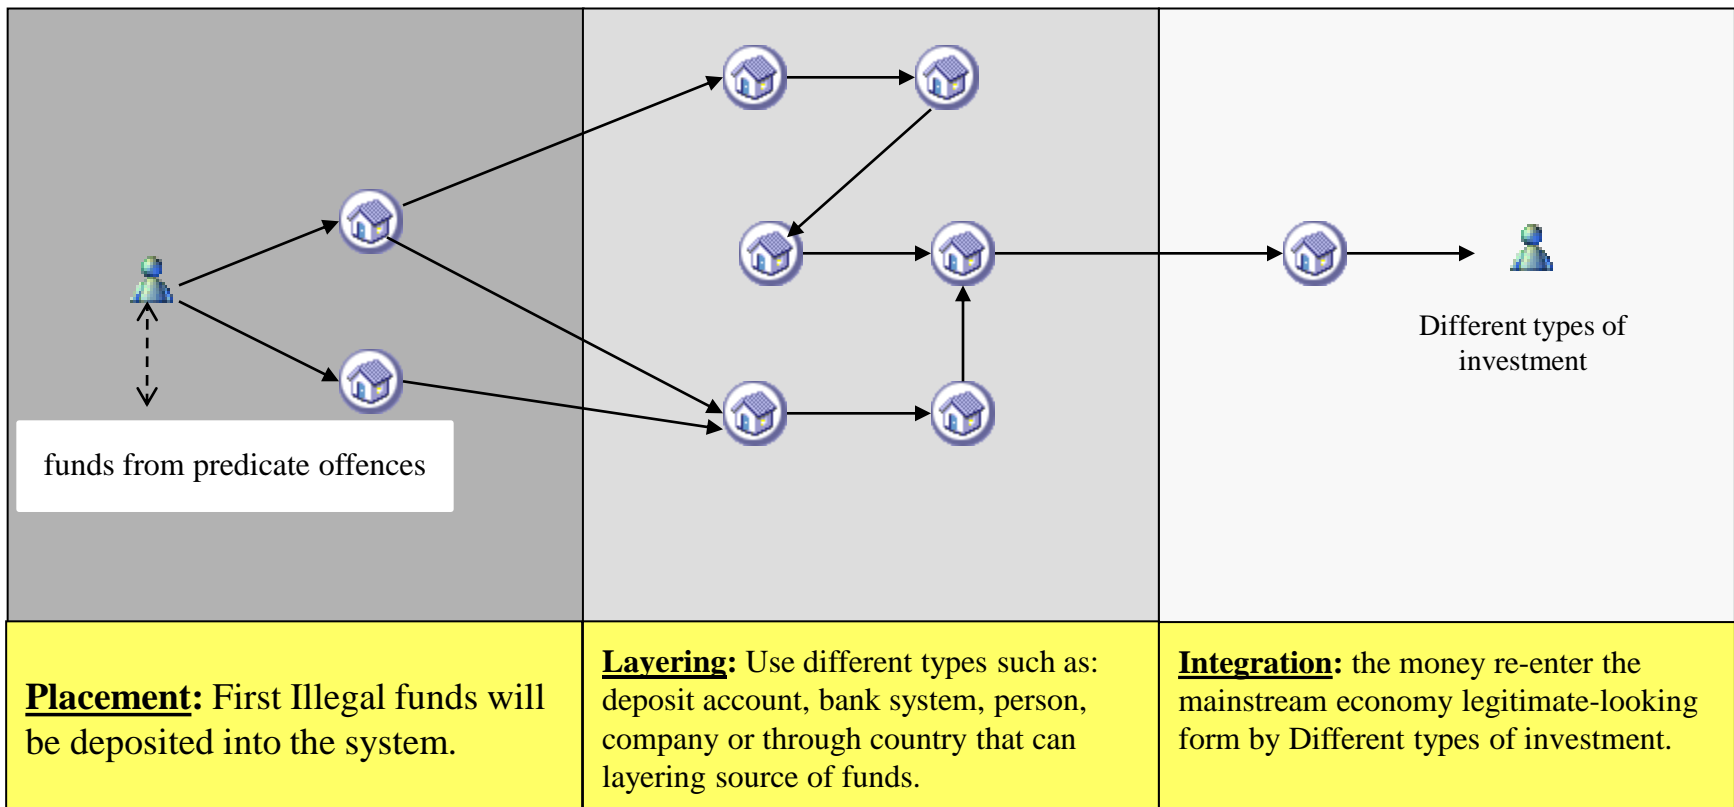 Different types of
investment
funds from predicate offences
Placement: First Illegal funds will
be deposited into the system.
Layering: Use different types such as:
deposit account, bank system, person,
company or through country that can
layering source of funds.
Integration: the money re-enter the
mainstream economy legitimate-looking
form by Different types of investment.